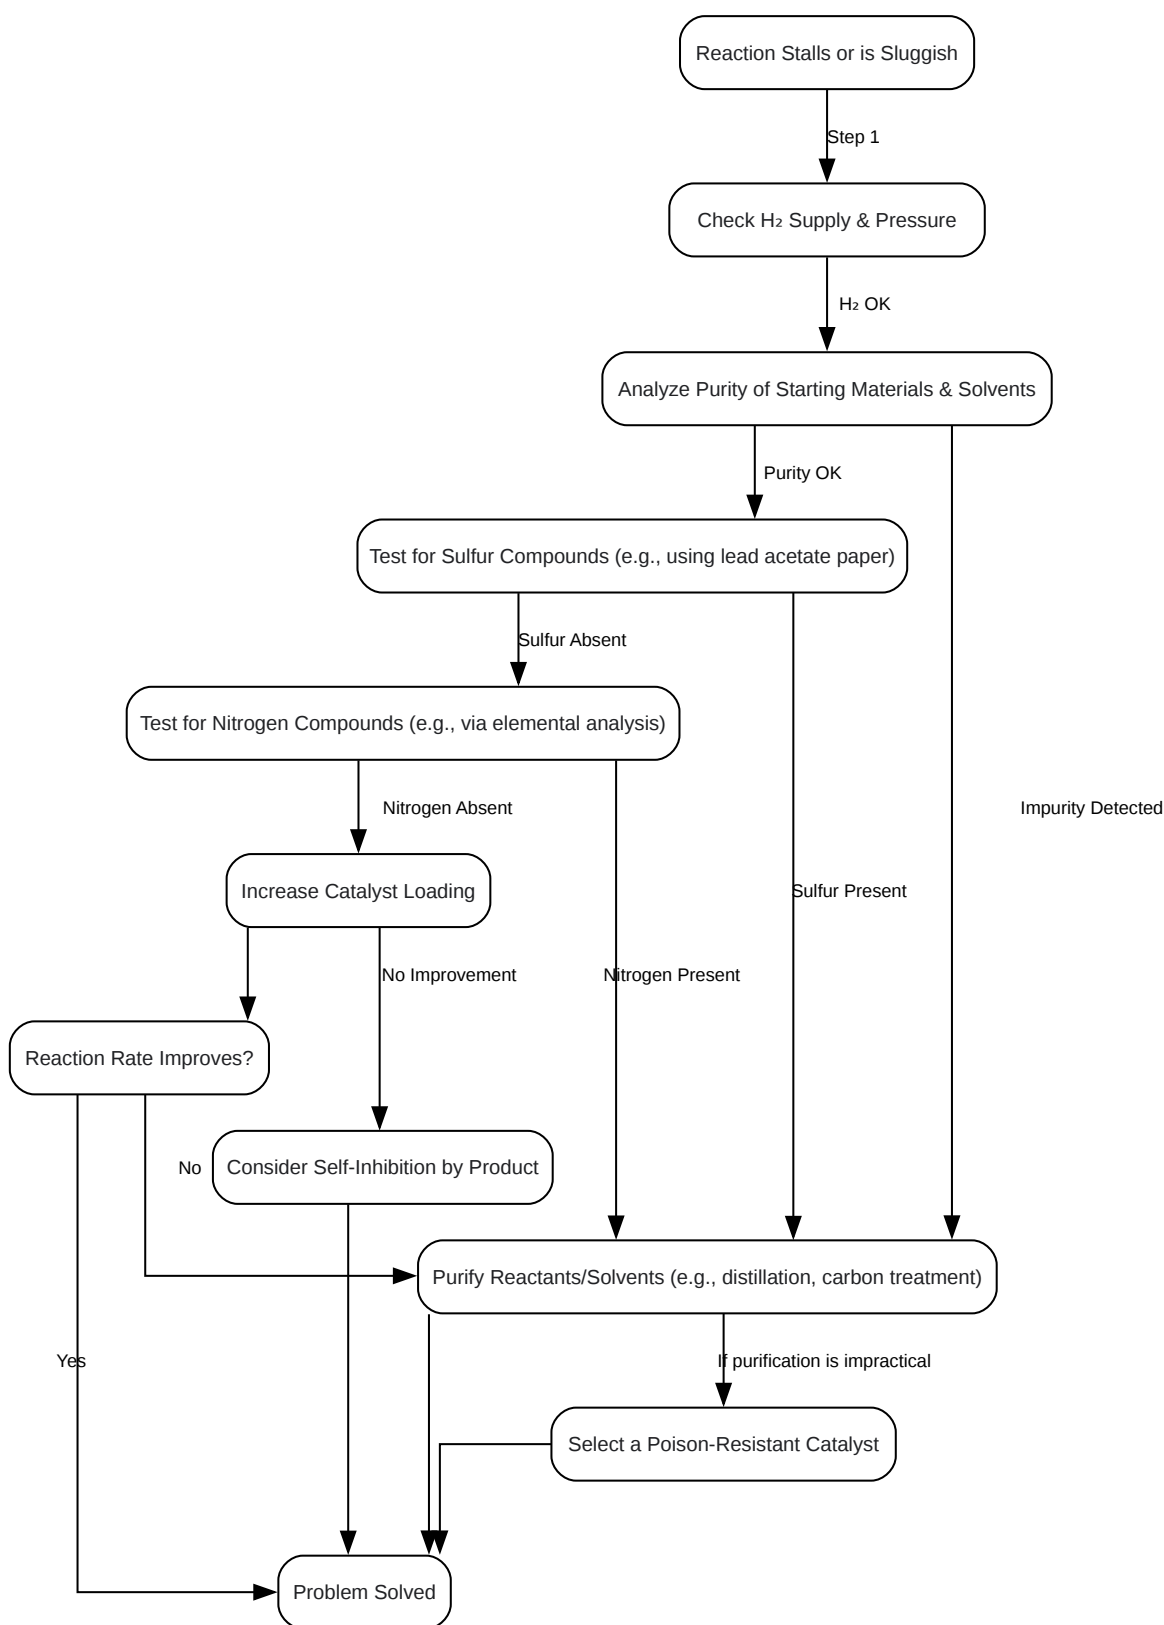 Reaction Stalls or is Sluggish
Step 1
Check H₂ Supply & Pressure
H₂ OK
Analyze Purity of Starting Materials & Solvents
Purity OK
Test for Sulfur Compounds (e.g., using lead acetate paper)
Sulfur Absent
Test for Nitrogen Compounds (e.g., via elemental analysis)
Nitrogen Absent
Impurity Detected
Increase Catalyst Loading
Sulfur Present
No Improvement
Nitrogen Present
Reaction Rate Improves?
No
Consider Self-Inhibition by Product
Purify Reactants/Solvents (e.g., distillation, carbon treatment)
Yes
If purification is impractical
Select a Poison-Resistant Catalyst
Problem Solved